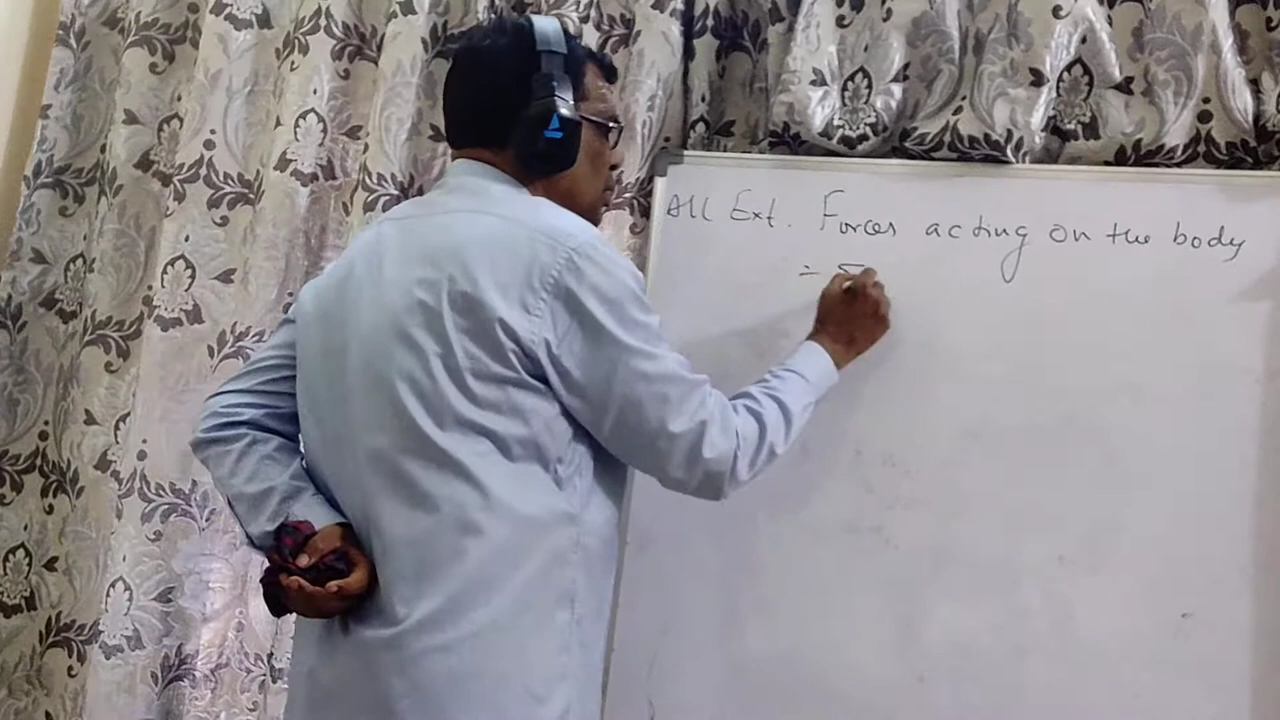 All Ext. Forces acting on the body
= Σ